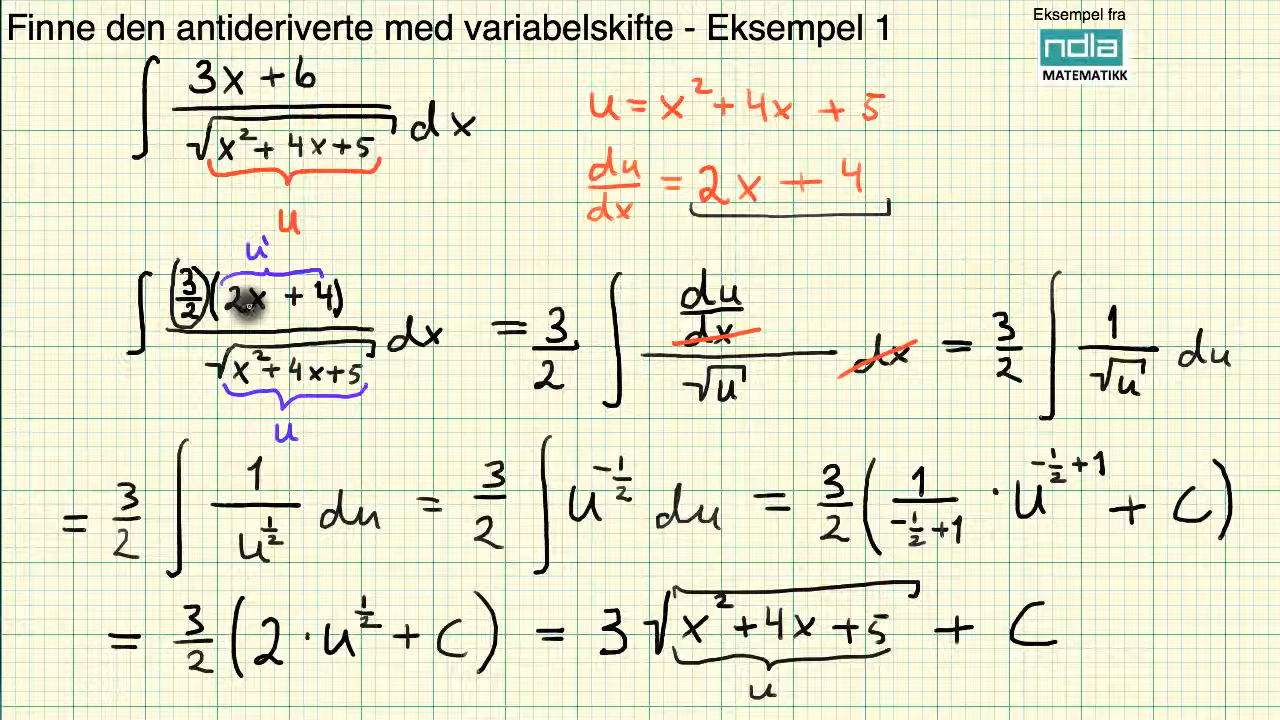 Finne den antideriverte med variabelskifte - Eksempel 1
Eksempel fra
ndla
MATEMATIKK
∫ (3x + 6)/√(x² + 4x + 5) dx
u
u = x² + 4x + 5
du/dx = 2x + 4
u'
∫ (3/2)(2x + 4)/√(x² + 4x + 5) dx = 3/2 ∫ (du/dx)/√u dx = 3/2 ∫ 1/√u du
u
= 3/2 ∫ 1/u^(1/2) du = 3/2 ∫ u^(-1/2) du = 3/2 (1/(-1/2 + 1) · u^(-1/2 + 1) + C)
= 3/2 (2 · u^(1/2) + C) = 3√(x² + 4x + 5) + C
u